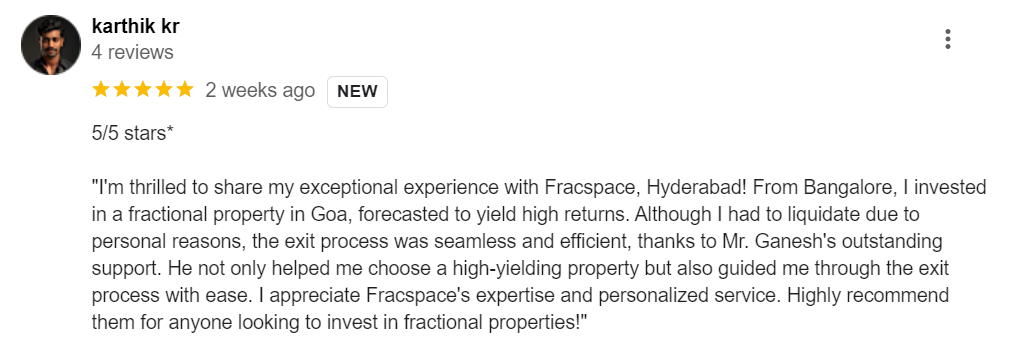 karthik kr
4 reviews
2 weeks ago NEW
5/5 stars*
"I'm thrilled to share my exceptional experience with Fracspace, Hyderabad! From Bangalore, I invested
in a fractional property in Goa, forecasted to yield high returns. Although I had to liquidate due to
personal reasons, the exit process was seamless and efficient, thanks to Mr. Ganesh's outstanding
support. He not only helped me choose a high-yielding property but also guided me through the exit
process with ease. I appreciate Fracspace's expertise and personalized service. Highly recommend
them for anyone looking to invest in fractional properties!"